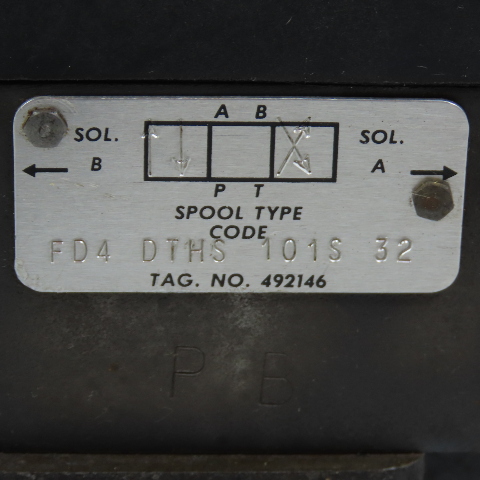 A B
SOL. SOL.
B A
P T
SPOOL TYPE
CODE
FD4 DTHS 101S 32
TAG. NO. 492146
P B